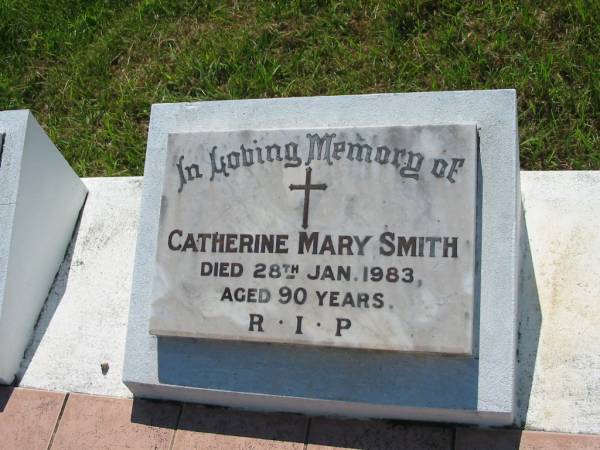 In Loving Memory of
CATHERINE MARY SMITH
DIED 28TH JAN. 1983,
AGED 90 YEARS.
R · I · P